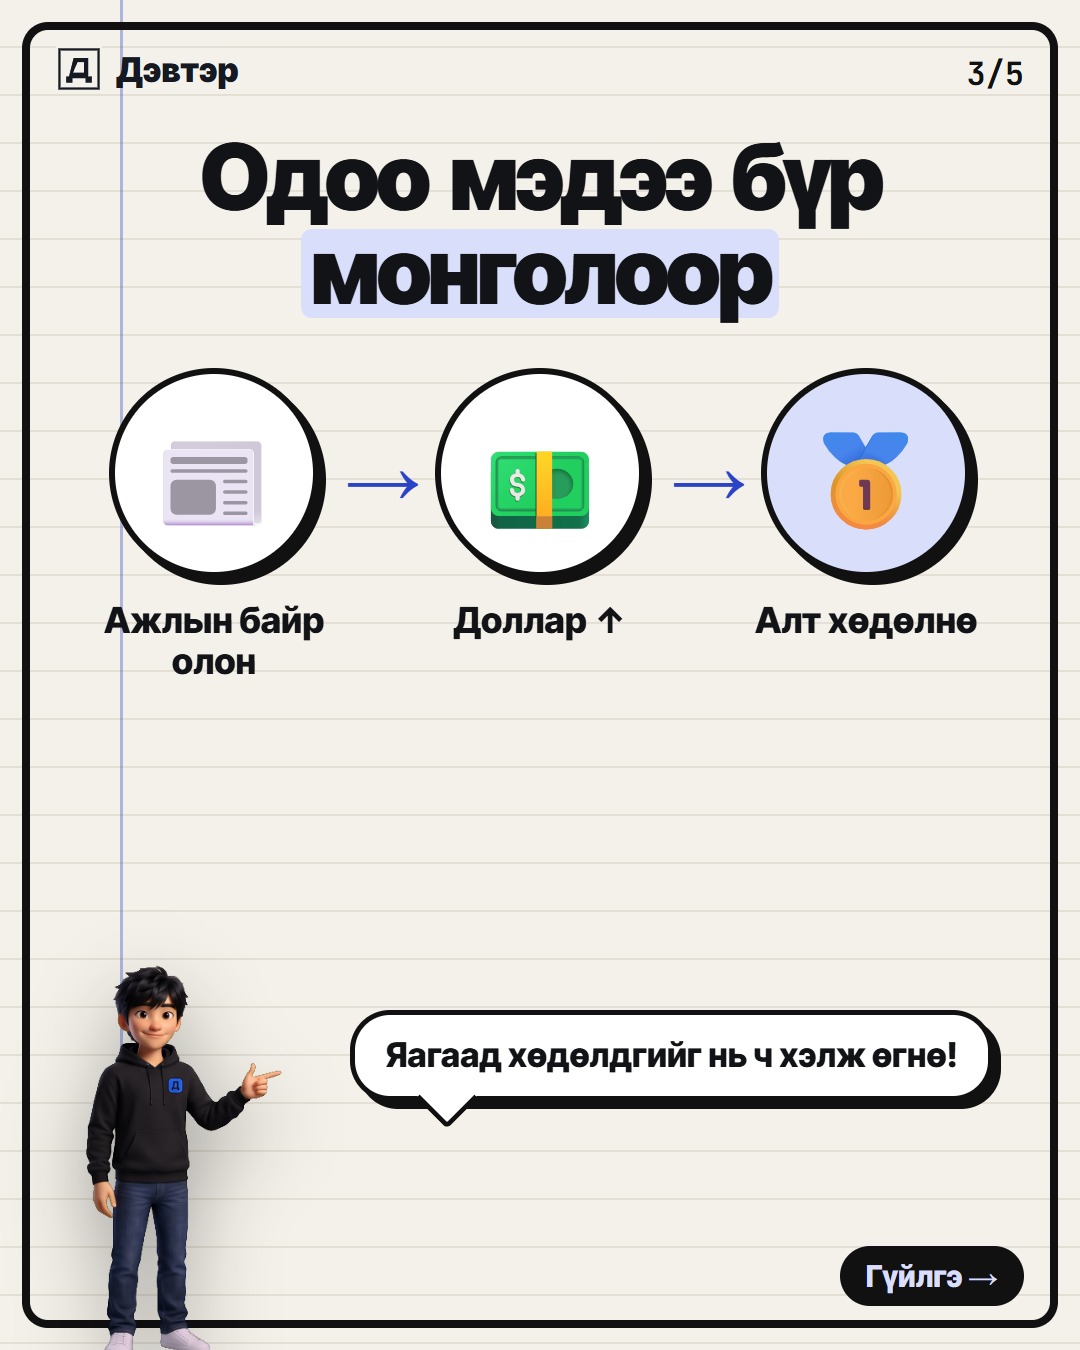 Д Дэвтэр
3/5
Одоо мэдээ бүр
монголоор
$
1
Ажлын байр
олон
Доллар ↑
Алт хөдөлнө
Яагаад хөдөлдгийг нь ч хэлж өгнө!
Д
Гүйлгэ →